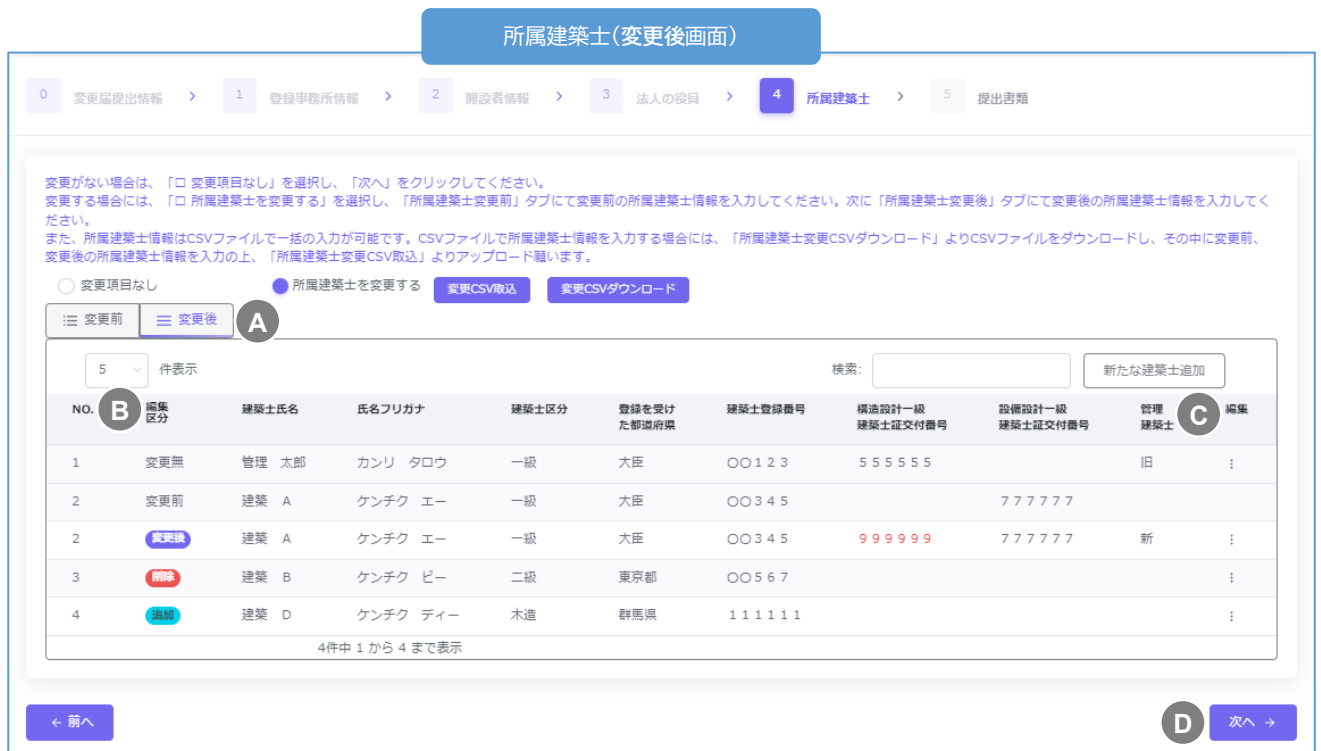 所属建築士(変更後画面)
0 変更届提出情報 > 1 登録事務所情報 > 2 開設者情報 > 3 法人の役員 > 4 所属建築士 > 5 提出書類
変更がない場合は、「□ 変更項目なし」を選択し、「次へ」をクリックしてください。
変更する場合には、「□ 所属建築士を変更する」を選択し、「所属建築士変更前」タブにて変更前の所属建築士情報を入力してください。次に「所属建築士変更後」タブにて変更後の所属建築士情報を入力してく
ださい。
また、所属建築士情報はCSVファイルで一括の入力が可能です。CSVファイルで所属建築士情報を入力する場合には、「所属建築士変更CSVダウンロード」よりCSVファイルをダウンロードし、その中に変更前、
変更後の所属建築士情報を入力の上、「所属建築士変更CSV取込」よりアップロード願います。
変更項目なし 所属建築士を変更する 変更CSV取込 変更CSVダウンロード
変更前 変更後 A
5 件表示 検索: 新たな建築士追加
NO. B 編集 区分 建築士氏名 氏名フリガナ 建築士区分 登録を受け た都道府県 建築士登録番号 構造設計一級 建築士証交付番号 設備設計一級 建築士証交付番号 管理 建築士 C 編集
1 変更無 管理 太郎 カンリ タロウ 一級 大臣 〇〇123 555555 旧
2 変更前 建築 A ケンチク エー 一級 大臣 〇〇345 777777
2 変更後 建築 A ケンチク エー 一級 大臣 〇〇345 999999 777777 新
3 削除 建築 B ケンチク ビー 二級 東京都 〇〇567
4 追加 建築 D ケンチク ディー 木造 群馬県 111111
4件中 1 から 4 まで表示
← 前へ D 次へ →